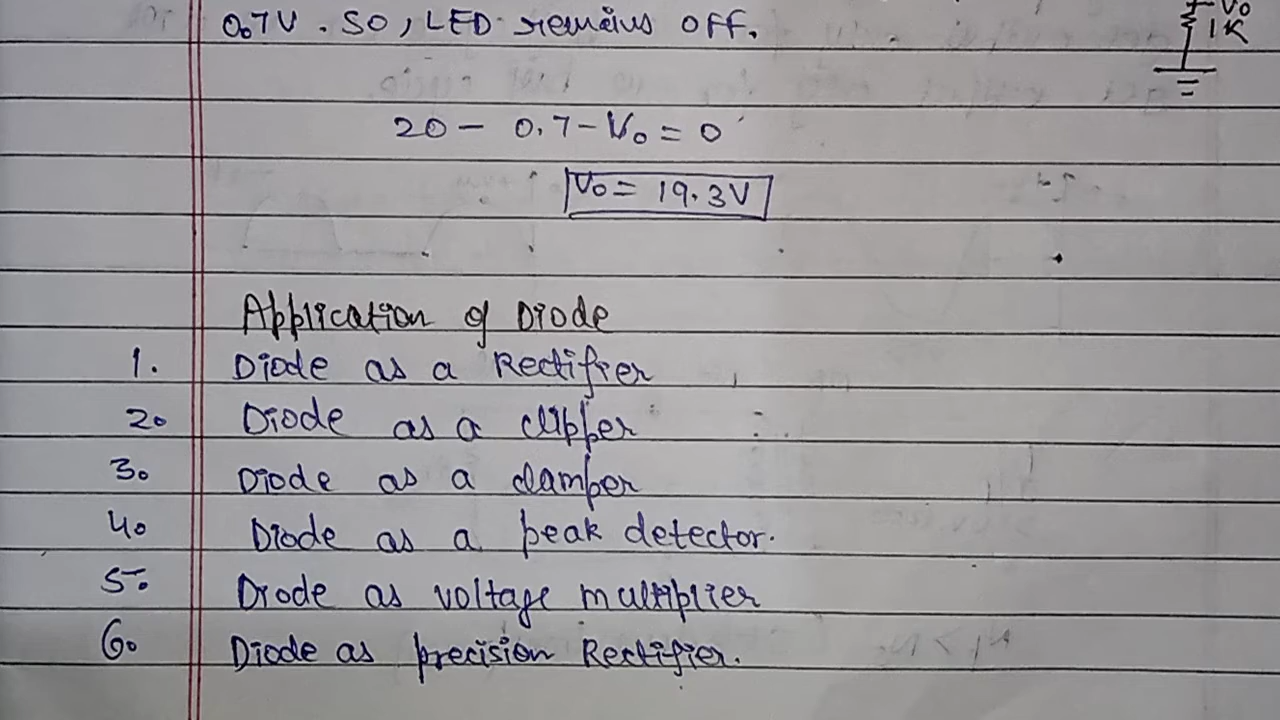 0.7V. SO, LED remains off.
Vo
1K
20 - 0.7 - Vo = 0
Vo = 19.3V
Application of Diode
1. Diode as a Rectifier
2. Diode as a clipper
3. Diode as a clamper
4. Diode as a peak detector.
5. Diode as voltage multiplier
6. Diode as precision Rectifier.